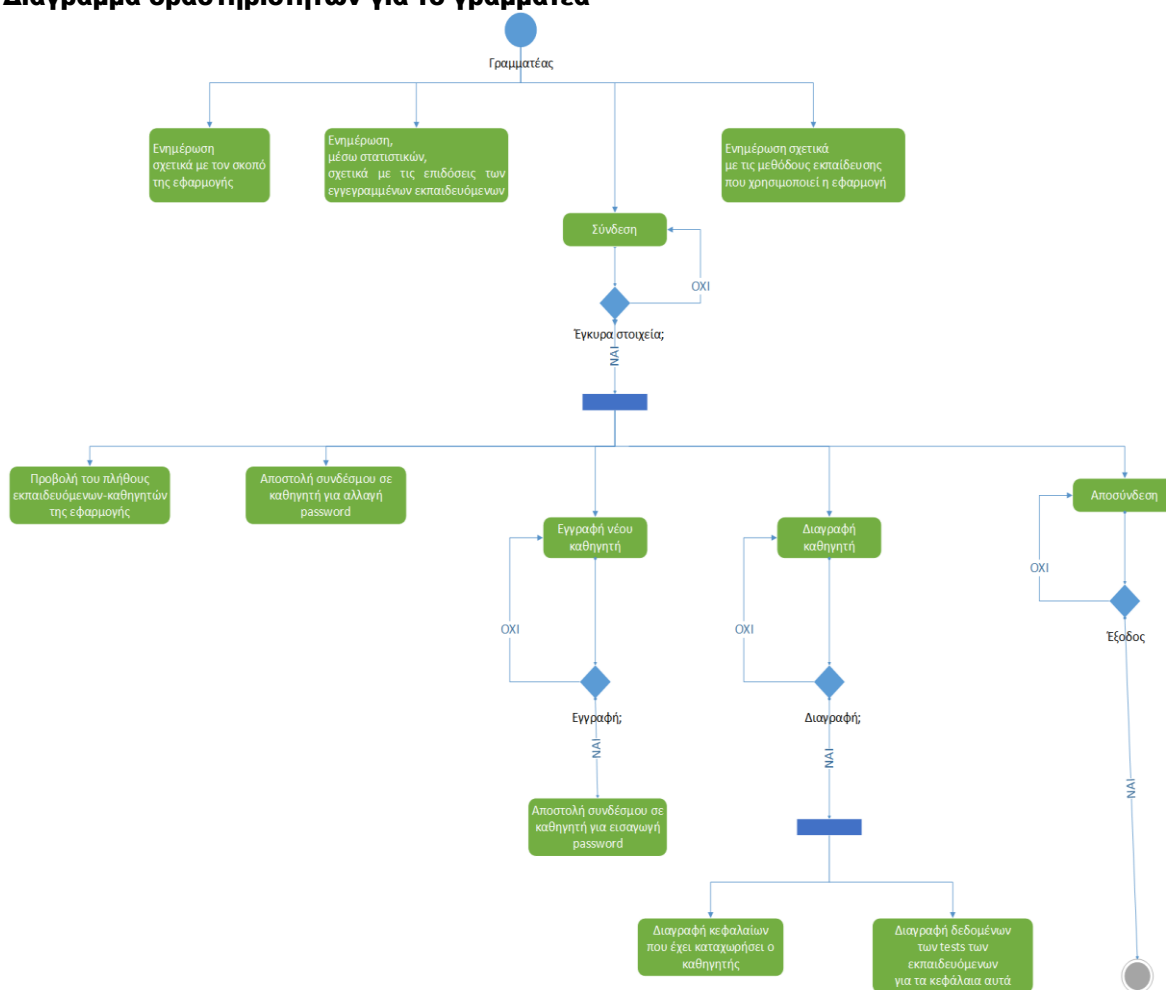 Διάγραμμα δραστηριοτήτων για το γραμματέα
Γραμματέας
Ενημέρωση
σχετικά με τον σκοπό
της εφαρμογής
Ενημέρωση,
μέσω στατιστικών,
σχετικά με τις επιδόσεις των
εγγεγραμμένων εκπαιδευόμενων
Ενημέρωση σχετικά
με τις μεθόδους εκπαίδευσης
που χρησιμοποιεί η εφαρμογή
Σύνδεση
ΟΧΙ
Έγκυρα στοιχεία;
ΝΑΙ
Προβολή του πλήθους
εκπαιδευόμενων-καθηγητών
της εφαρμογής
Αποστολή συνδέσμου σε
καθηγητή για αλλαγή
password
Εγγραφή νέου
καθηγητή
Διαγραφή
καθηγητή
Αποσύνδεση
ΟΧΙ
ΟΧΙ
ΟΧΙ
Έξοδος
Εγγραφή;
Διαγραφή;
ΝΑΙ
ΝΑΙ
ΝΑΙ
Αποστολή συνδέσμου σε
καθηγητή για εισαγωγή
password
Διαγραφή κεφαλαίων
που έχει καταχωρήσει ο
καθηγητής
Διαγραφή δεδομένων
των tests των
εκπαιδευόμενων
για τα κεφάλαια αυτά